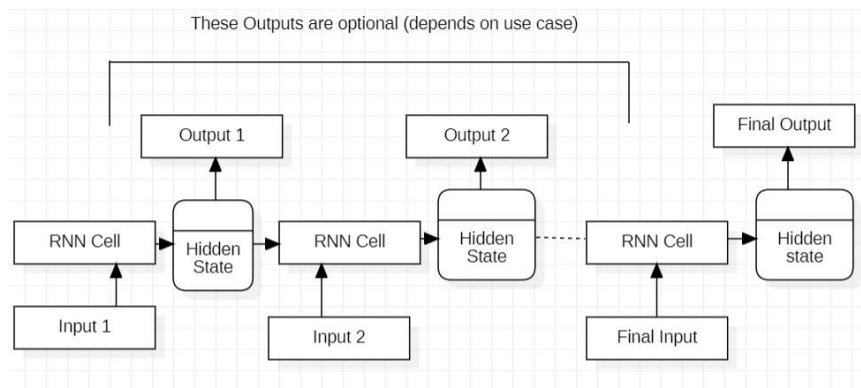 These Outputs are optional (depends on use case)
Output 1
Output 2
Final Output
RNN Cell
Hidden
State
RNN Cell
Hidden
State
RNN Cell
Hidden
state
Input 1
Input 2
Final Input